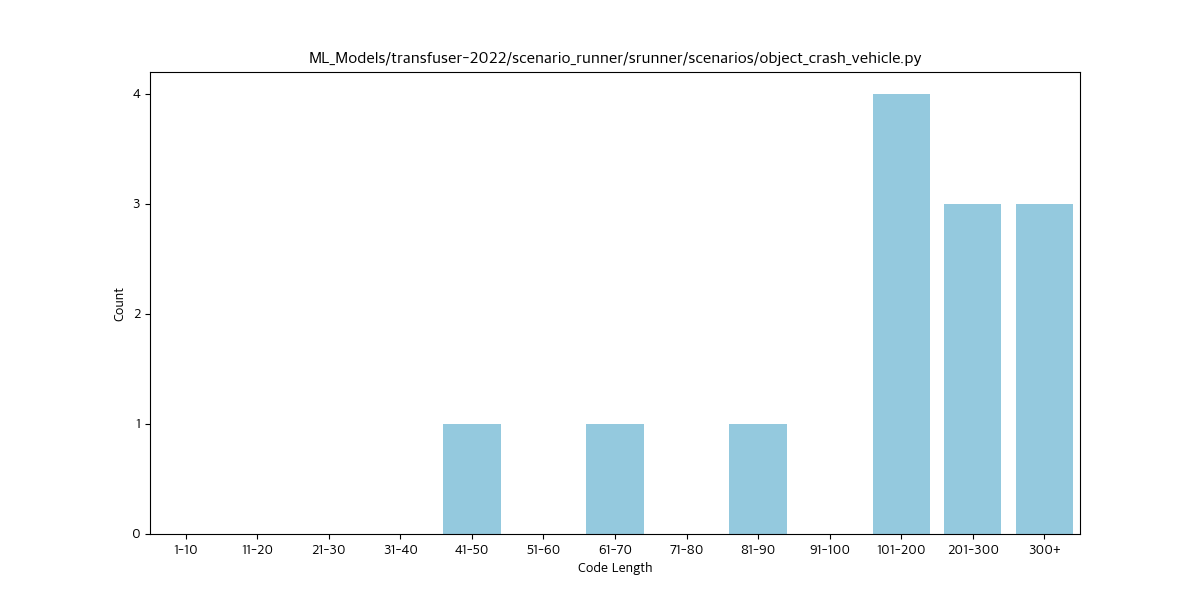 ML_Models/transfuser-2022/scenario_runner/srunner/scenarios/object_crash_vehicle.py
4
3
2
1
0
Count
1-10 11-20 21-30 31-40 41-50 51-60 61-70 71-80 81-90 91-100 101-200 201-300 300+
Code Length